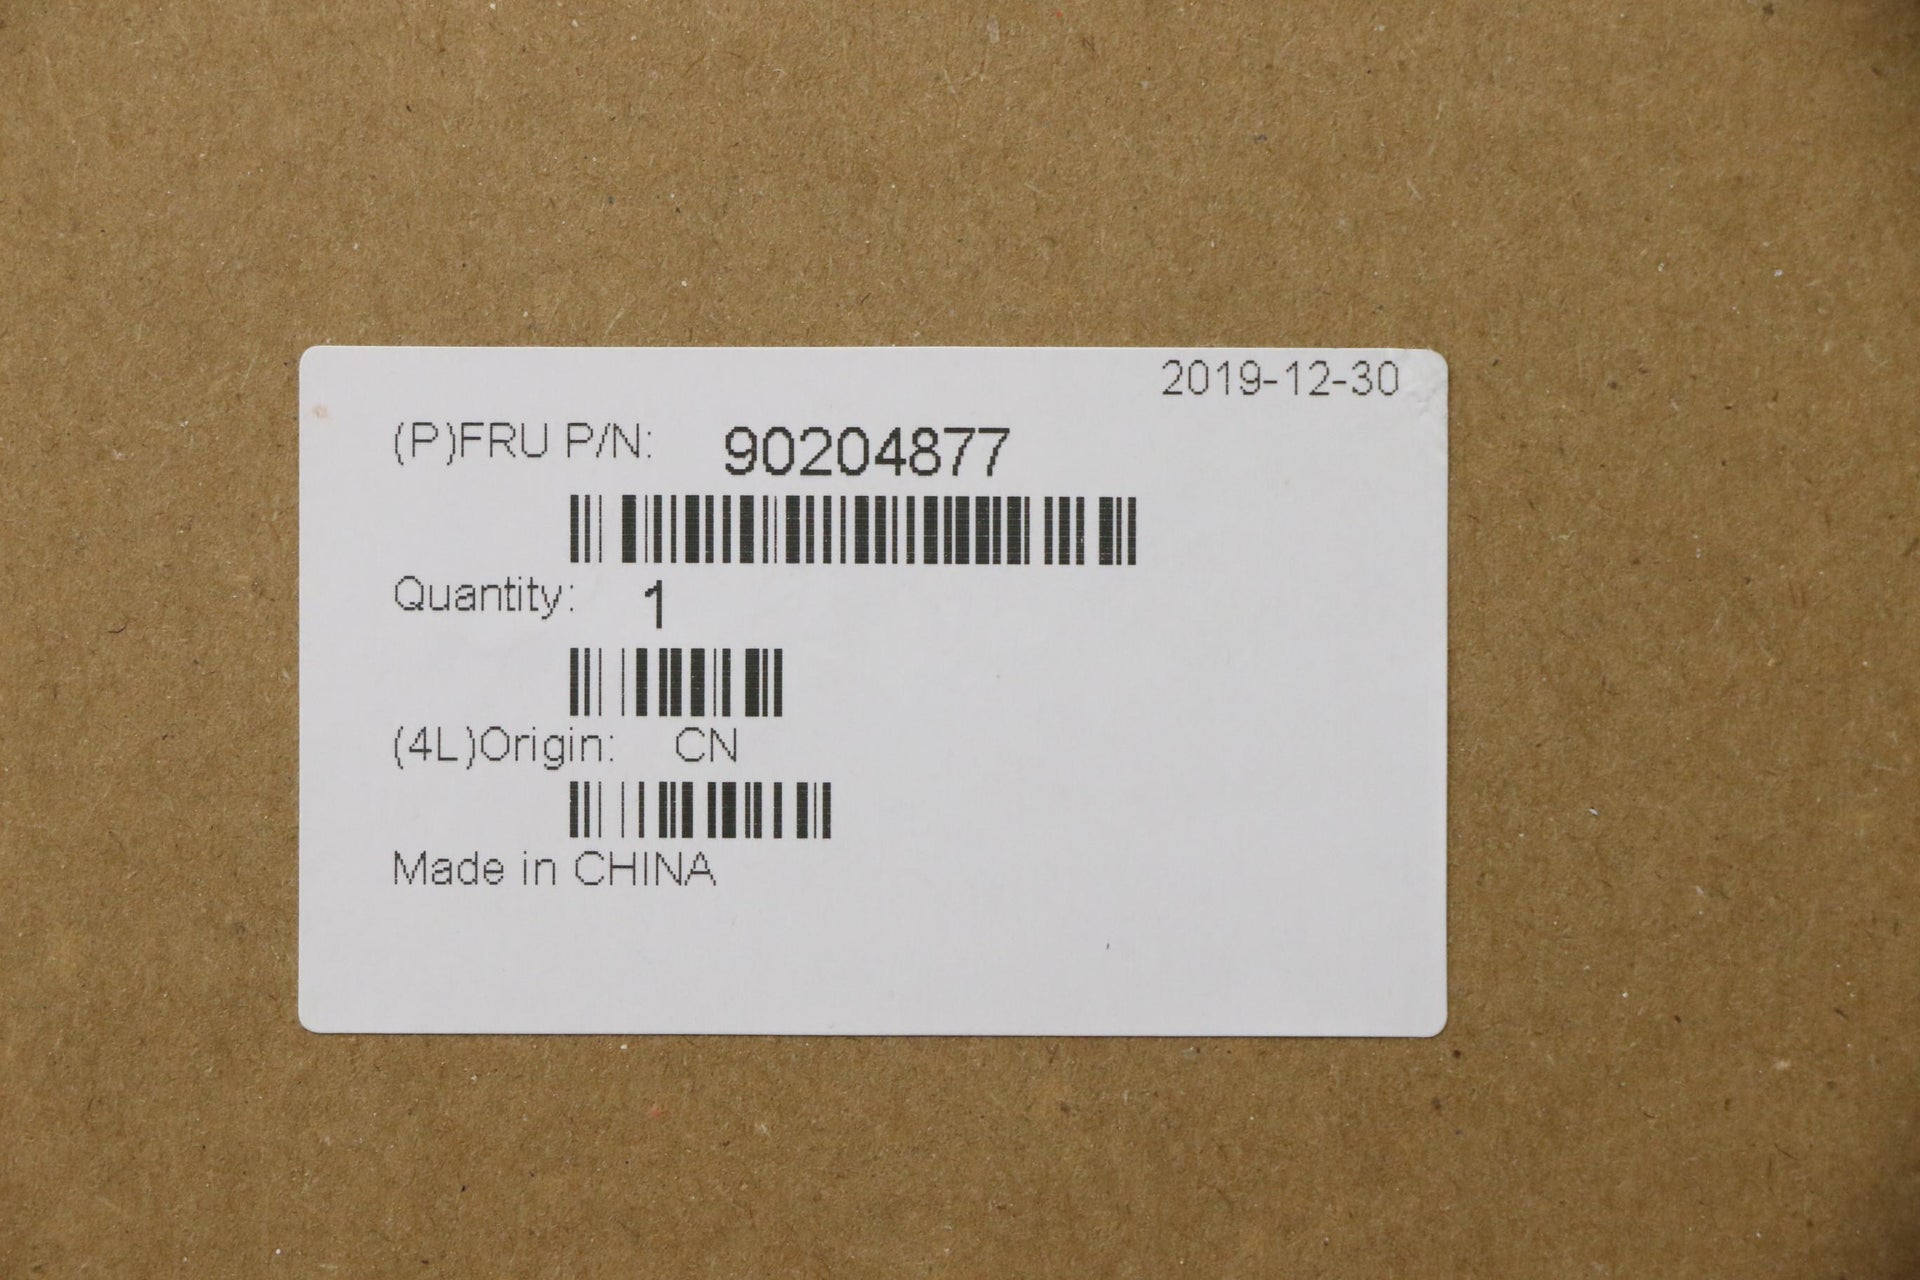 2019-12-30
(P)FRU P/N: 90204877
Quantity: 1
(4L)Origin: CN
Made in CHINA